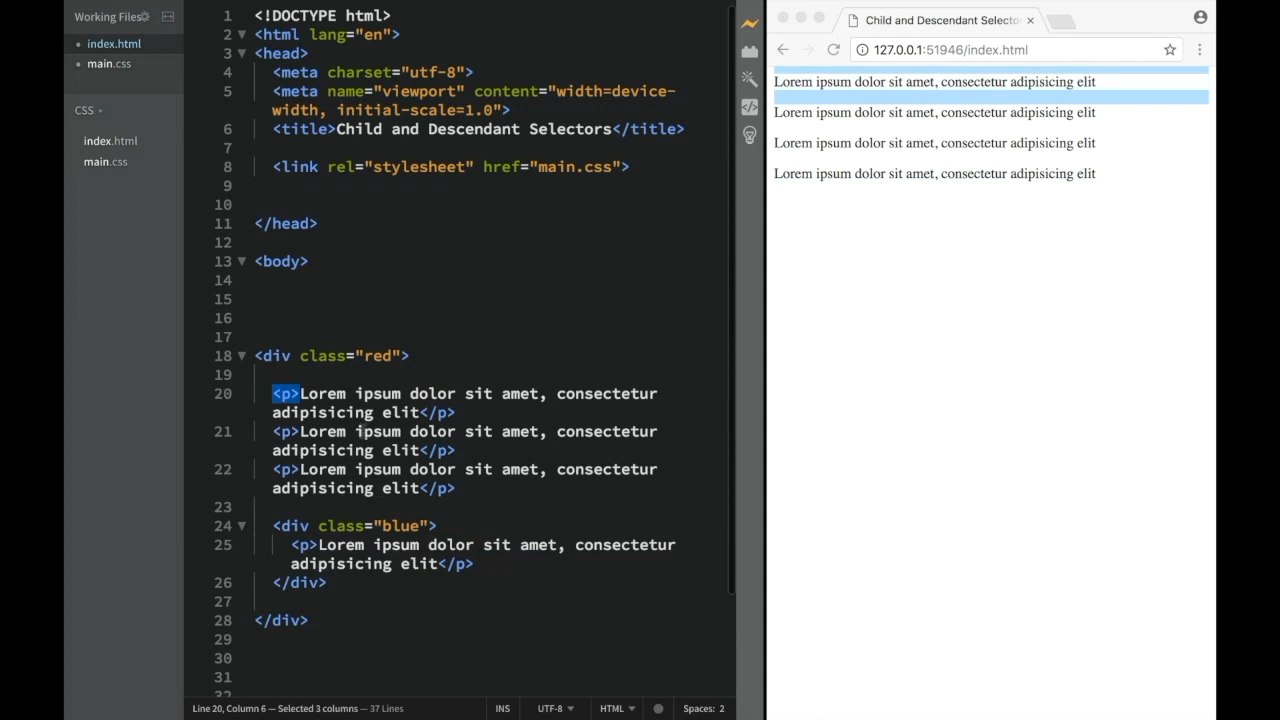 Working Files
index.html
main.css
CSS
index.html
main.css
1 <!DOCTYPE html>
2 <html lang="en">
3 <head>
4 <meta charset="utf-8">
5 <meta name="viewport" content="width=device-
width, initial-scale=1.0">
6 <title>Child and Descendant Selectors</title>
7
8 <link rel="stylesheet" href="main.css">
9
10
11 </head>
12
13 <body>
14
15
16
17
18 <div class="red">
19
20 <p>Lorem ipsum dolor sit amet, consectetur
adipisicing elit</p>
21 <p>Lorem ipsum dolor sit amet, consectetur
adipisicing elit</p>
22 <p>Lorem ipsum dolor sit amet, consectetur
adipisicing elit</p>
23
24 <div class="blue">
25 <p>Lorem ipsum dolor sit amet, consectetur
adipisicing elit</p>
26 </div>
27
28 </div>
29
30
31
32
Line 20, Column 6 — Selected 3 columns — 37 Lines
INS
UTF-8
HTML
Spaces: 2
Child and Descendant Selecto
127.0.0.1:51946/index.html
Lorem ipsum dolor sit amet, consectetur adipisicing elit
Lorem ipsum dolor sit amet, consectetur adipisicing elit
Lorem ipsum dolor sit amet, consectetur adipisicing elit
Lorem ipsum dolor sit amet, consectetur adipisicing elit